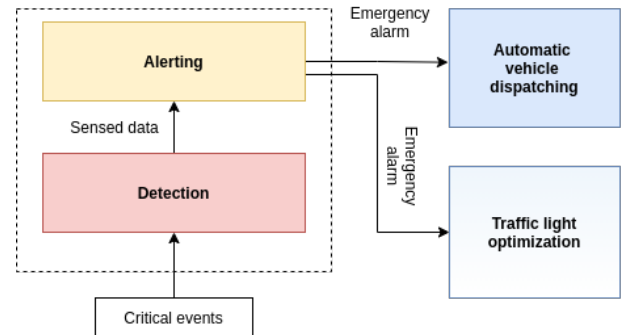 Emergency
alarm
Alerting
Automatic
vehicle
dispatching
Sensed data
Emergency
alarm
Detection
Traffic light
optimization
Critical events